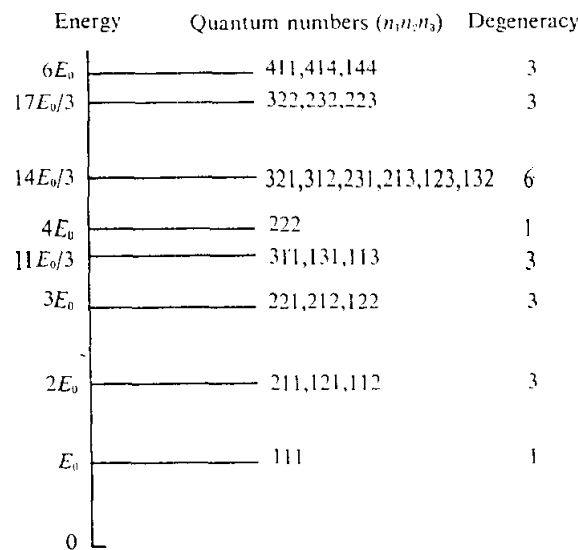 Energy Quantum numbers (n₁n₂n₃) Degeneracy
6E₀ 411,414,144 3
17E₀/3 322,232,223 3
14E₀/3 321,312,231,213,123,132 6
4E₀ 222 1
11E₀/3 311,131,113 3
3E₀ 221,212,122 3
2E₀ 211,121,112 3
E₀ 111 1
0